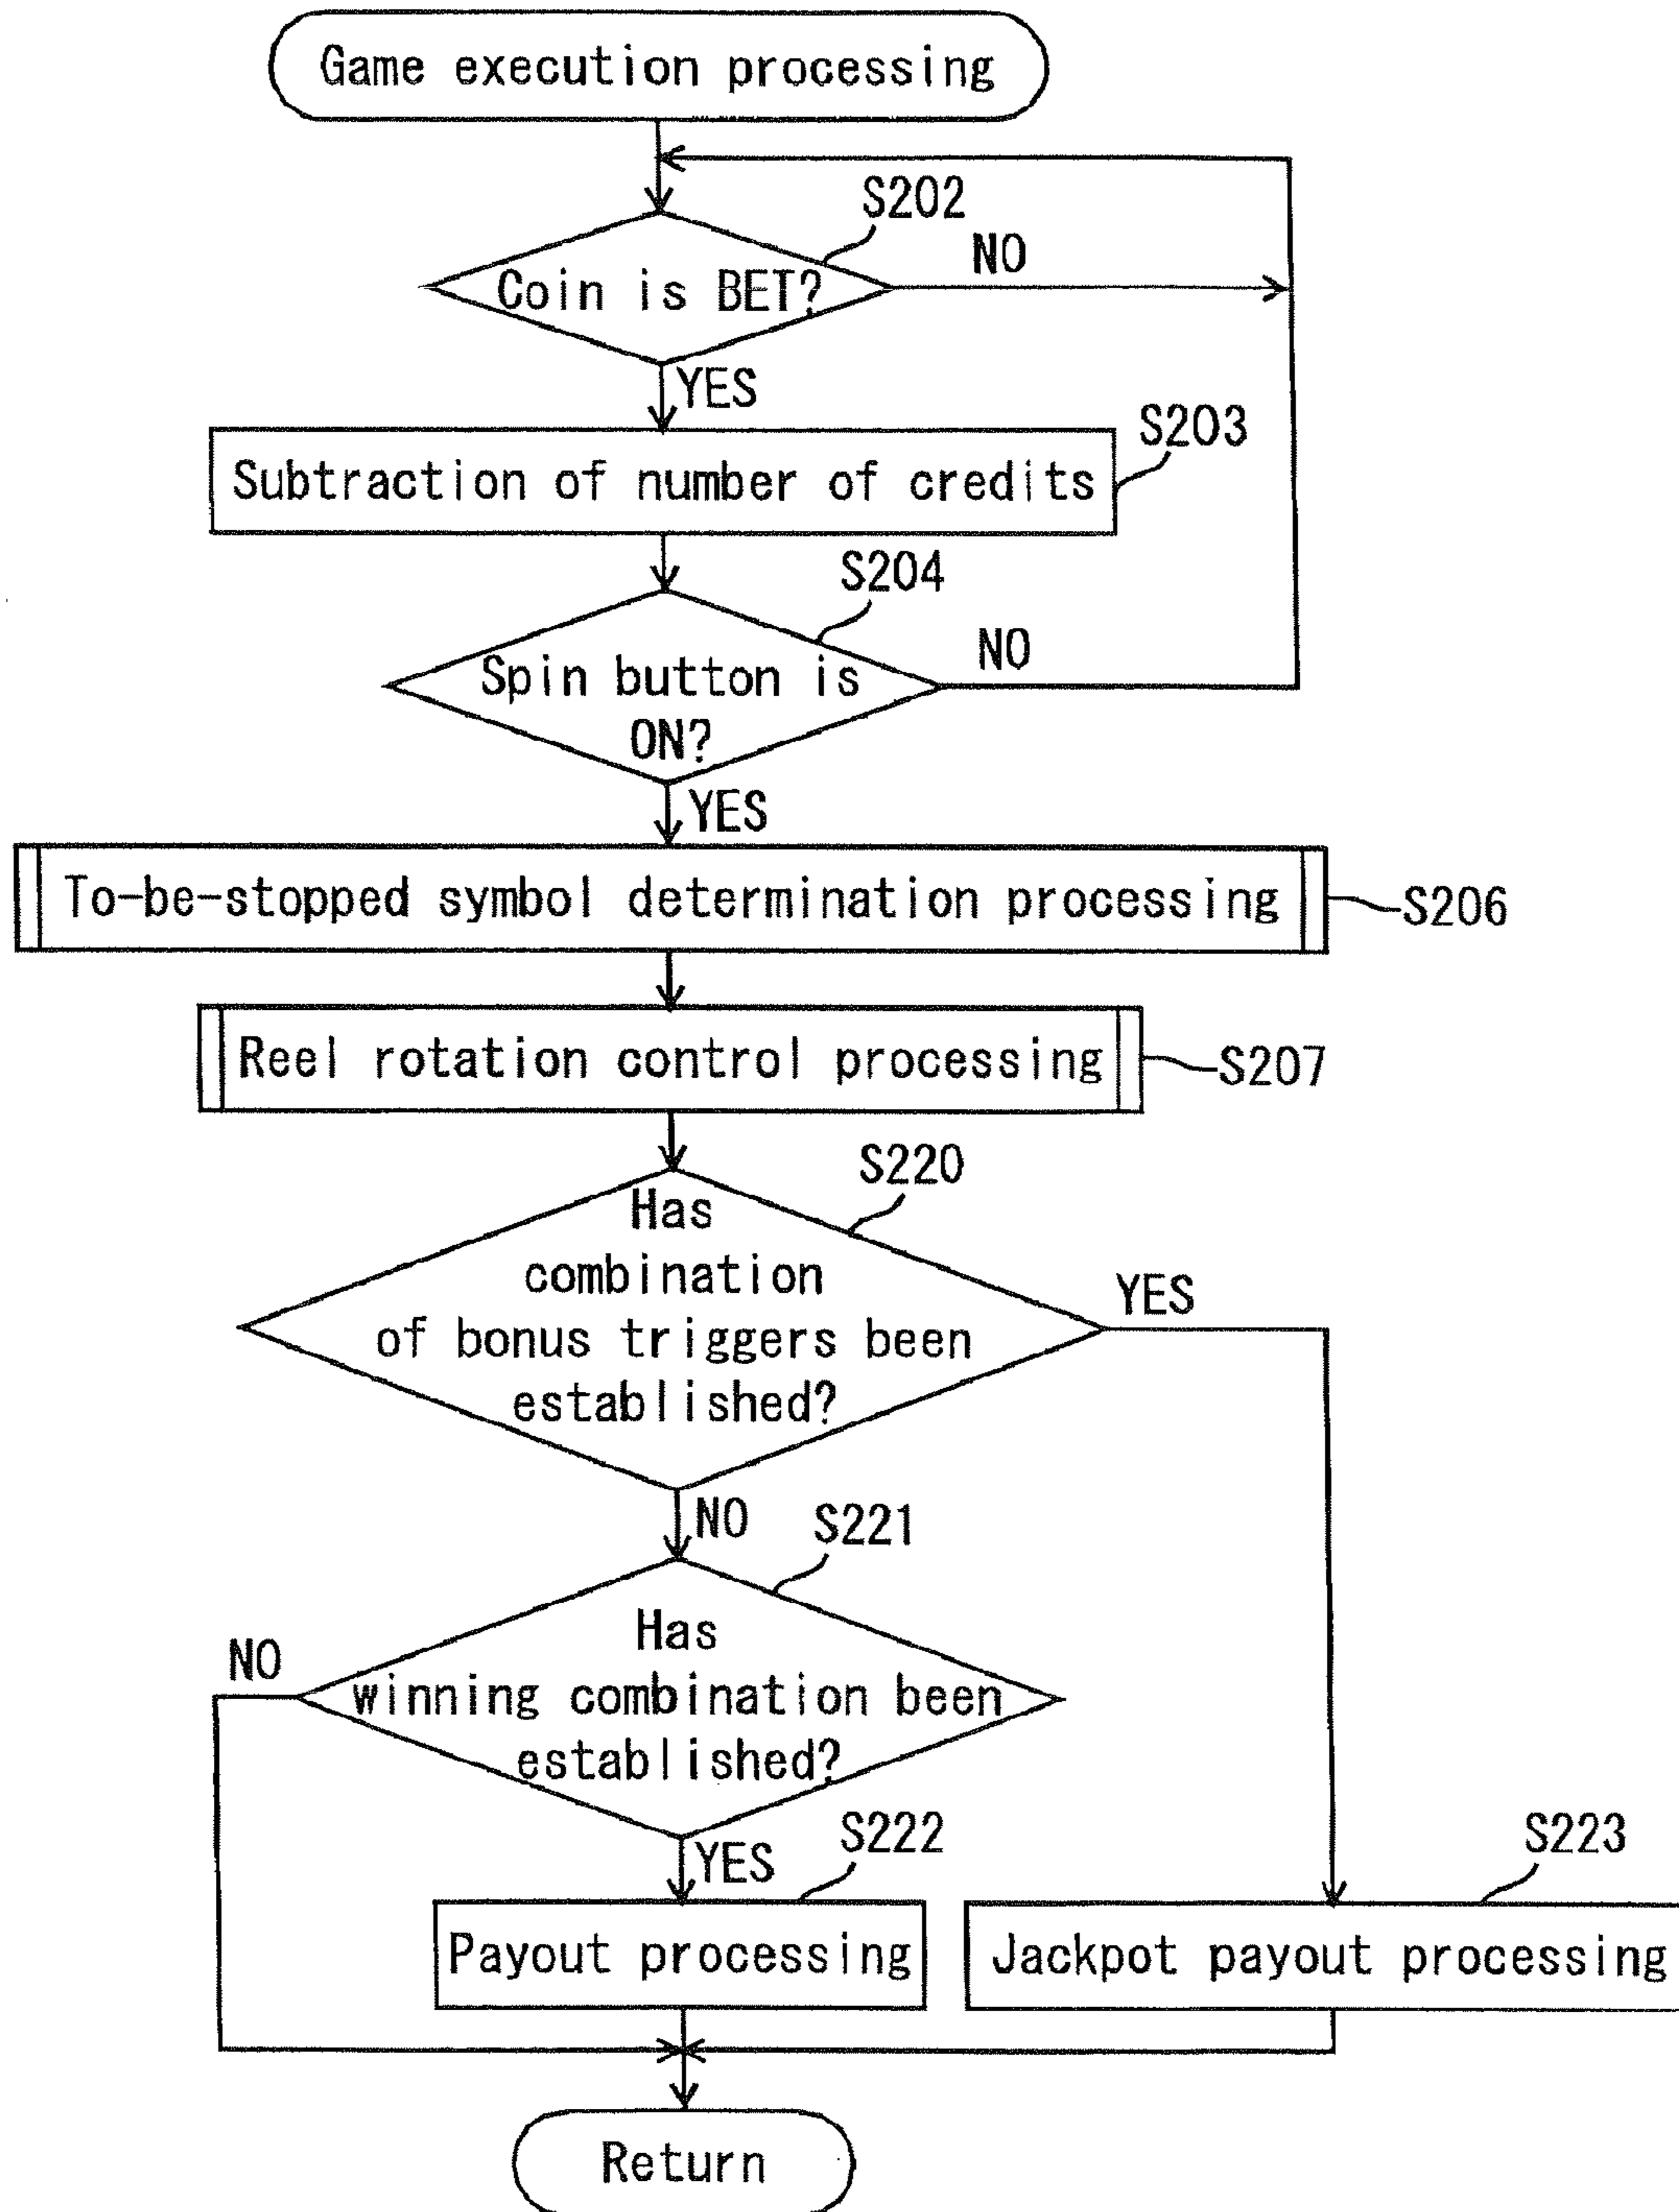 Game execution processing
S202
NO
Coin is BET?
YES
S203
Subtraction of number of credits
S204
NO
Spin button is
ON?
YES
To-be-stopped symbol determination processing
S206
Reel rotation control processing
S207
S220
Has
combination
of bonus triggers been
established?
YES
NO
S221
Has
winning combination been
established?
NO
YES
S222
S223
Payout processing
Jackpot payout processing
Return